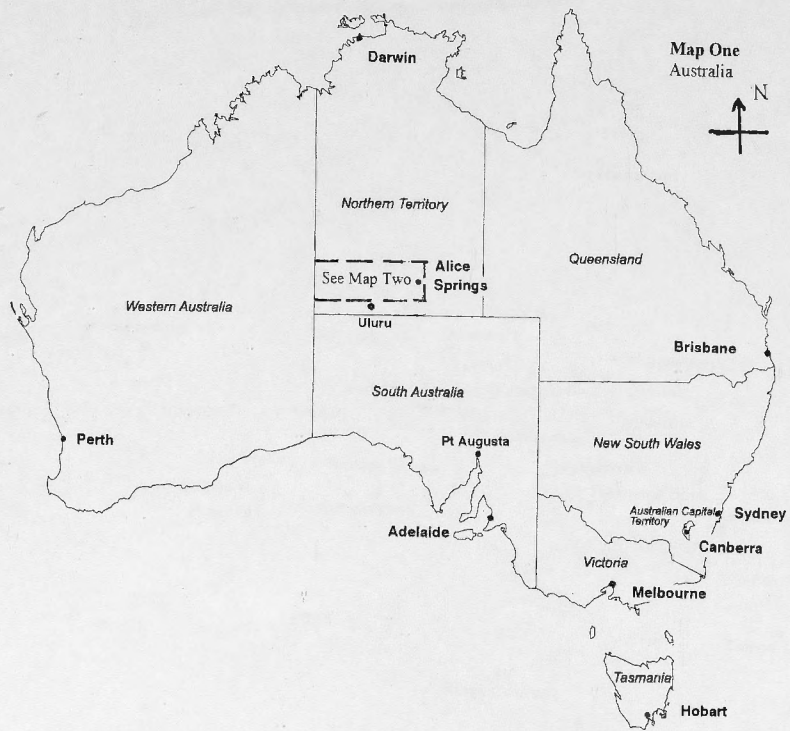 Map One
Australia
N
Darwin
Northern Territory
Queensland
See Map Two
Alice
Springs
Western Australia
Uluru
Brisbane
South Australia
Perth
Pt Augusta
New South Wales
Australian Capital
Territory
Sydney
Adelaide
Canberra
Victoria
Melbourne
Tasmania
Hobart